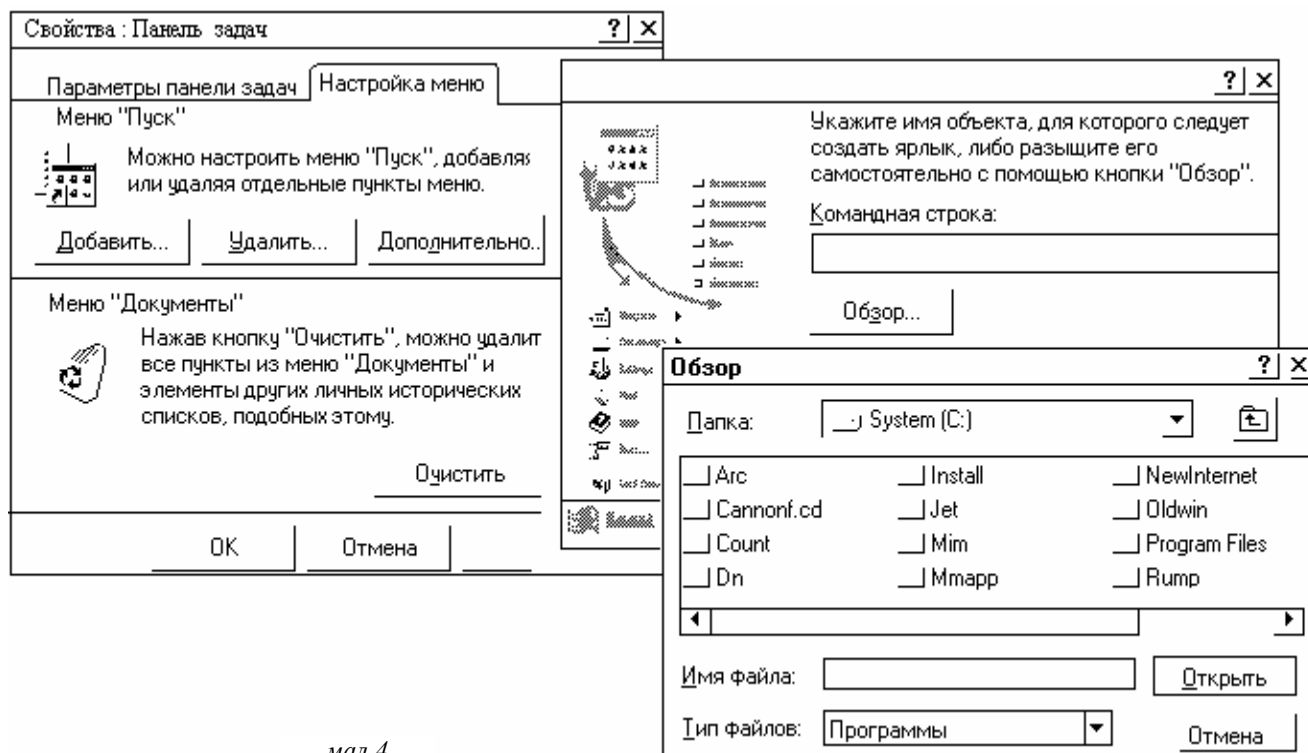 Свойства : Панель задач
Параметры панели задач
Настройка меню
Меню "Пуск"
Можно настроить меню "Пуск", добавляя
или удаляя отдельные пункты меню.
Добавить...
Удалить...
Дополнительно..
Меню "Документы"
Нажав кнопку "Очистить", можно удалит
все пункты из меню "Документы" и
элементы других личных исторических
списков, подобных этому.
Очистить
OK
Отмена
Укажите имя объекта, для которого следует
создать ярлык, либо разыщите его
самостоятельно с помощью кнопки "Обзор".
Командная строка:
Обзор...
Обзор
Папка:
System (C:)
Arc
Install
NewInternet
Cannonf.cd
Jet
Oldwin
Count
Mim
Program Files
Dn
Mmapp
Rump
Имя файла:
Открыть
Тип файлов:
Программы
Отмена
мал.4